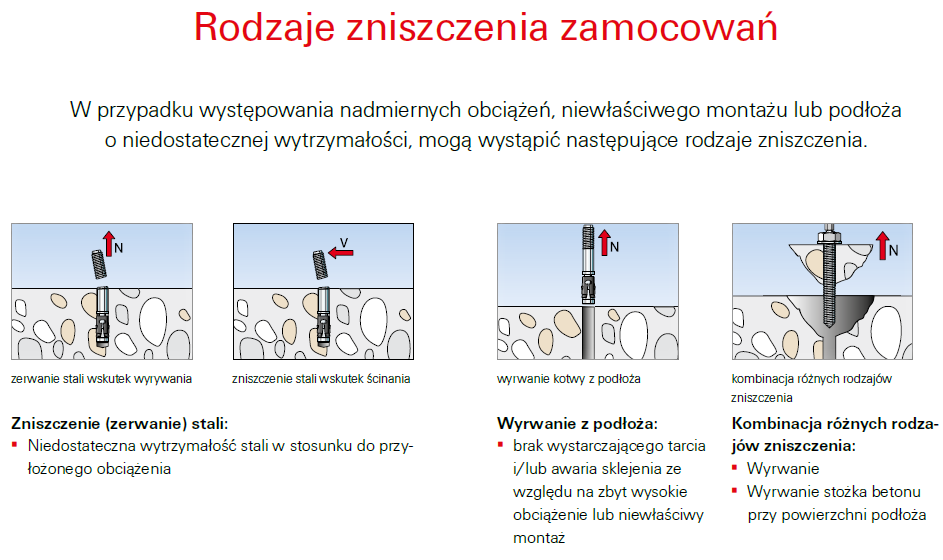 Rodzaje zniszczenia zamocowań
W przypadku występowania nadmiernych obciążeń, niewłaściwego montażu lub podłoża
o niedostatecznej wytrzymałości, mogą wystąpić następujące rodzaje zniszczenia.
N
V
N
N
zerwanie stali wskutek wyrywania
zniszczenie stali wskutek ścinania
wyrwanie kotwy z podłoża
kombinacja różnych rodzajów
zniszczenia
Zniszczenie (zerwanie) stali:
▪ Niedostateczna wytrzymałość stali w stosunku do przy-
łożonego obciążenia
Wyrwanie z podłoża:
▪ brak wystarczającego tarcia
i/lub awaria sklejenia ze
względu na zbyt wysokie
obciążenie lub niewłaściwy
montaż
Kombinacja różnych rodza-
jów zniszczenia:
▪ Wyrwanie
▪ Wyrwanie stożka betonu
przy powierzchni podłoża